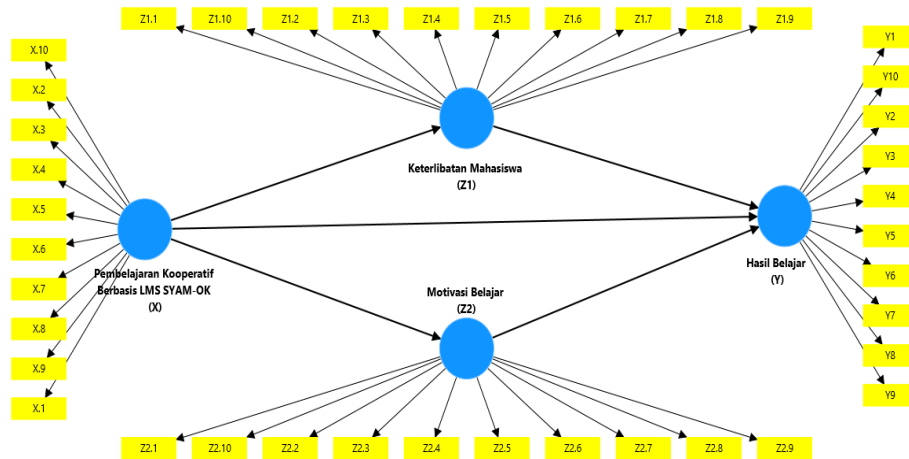 Z1.1 Z1.10 Z1.2 Z1.3 Z1.4 Z1.5 Z1.6 Z1.7 Z1.8 Z1.9
X.10
X.2
X.3
X.4
X.5
X.6
X.7
X.8
X.9
X.1
Pembelajaran Kooperatif
Berbasis LMS SYAM-OK
(X)
Keterlibatan Mahasiswa
(Z1)
Motivasi Belajar
(Z2)
Hasil Belajar
(Y)
Y1
Y10
Y2
Y3
Y4
Y5
Y6
Y7
Y8
Y9
Z2.1 Z2.10 Z2.2 Z2.3 Z2.4 Z2.5 Z2.6 Z2.7 Z2.8 Z2.9